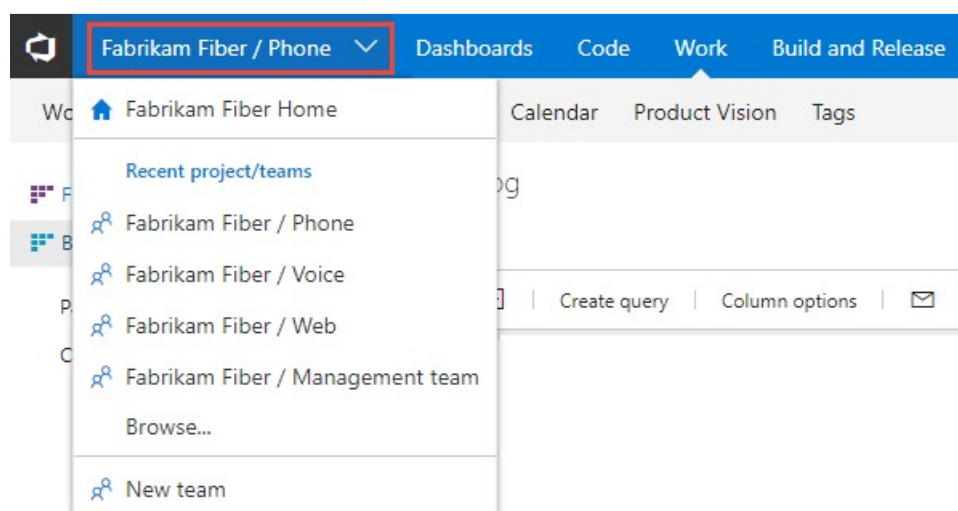 Fabrikam Fiber / Phone Dashboards Code Work Build and Release
Fabrikam Fiber Home Calendar Product Vision Tags
Recent project/teams
Fabrikam Fiber / Phone
Fabrikam Fiber / Voice
Create query Column options
Fabrikam Fiber / Web
Fabrikam Fiber / Management team
Browse...
New team